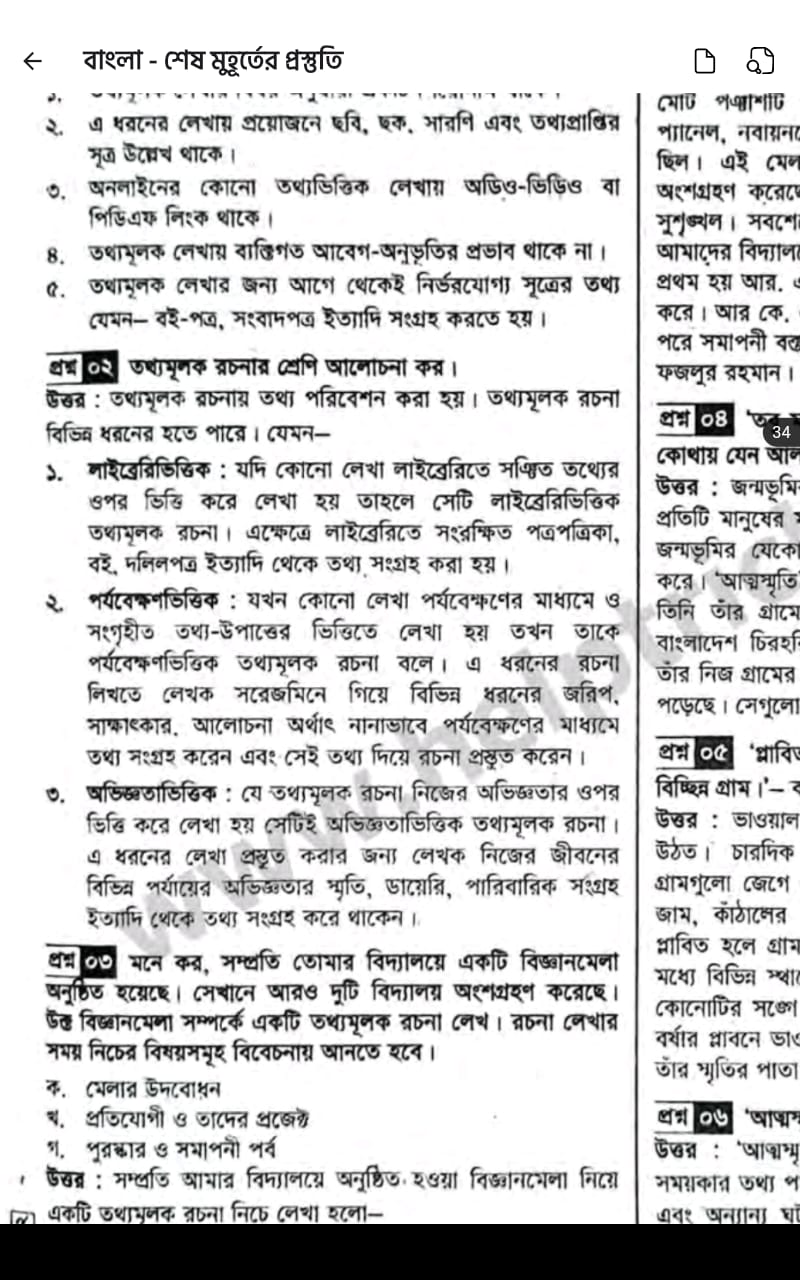 বাংলা - শেষ মুহূর্তের প্রস্তুতি
২. এ ধরনের লেখায় প্রয়োজনে ছবি, ছক, সারণি এবং তথ্যপ্রাপ্তির
সূত্র উল্লেখ থাকে।
৩. অনলাইনের কোনো তথ্যভিত্তিক লেখায় অডিও-ভিডিও বা
পিডিএফ লিংক থাকে।
৪. তথ্যমূলক লেখায় ব্যক্তিগত আবেগ-অনুভূতির প্রভাব থাকে না।
৫. তথ্যমূলক লেখার জন্য আগে থেকেই নির্ভরযোগ্য সূত্রের তথ্য
যেমন– বই-পত্র, সংবাদপত্র ইত্যাদি সংগ্রহ করতে হয়।
প্রশ্ন ০২ তথ্যমূলক রচনার শ্রেণি আলোচনা কর।
উত্তর : তথ্যমূলক রচনায় তথ্য পরিবেশন করা হয়। তথ্যমূলক রচনা
বিভিন্ন ধরনের হতে পারে। যেমন–
১. লাইব্রেরিভিত্তিক : যদি কোনো লেখা লাইব্রেরিতে সঞ্চিত তথ্যের
ওপর ভিত্তি করে লেখা হয় তাহলে সেটি লাইব্রেরিভিত্তিক
তথ্যমূলক রচনা। এক্ষেত্রে লাইব্রেরিতে সংরক্ষিত পত্রপত্রিকা,
বই, দলিলপত্র ইত্যাদি থেকে তথ্য সংগ্রহ করা হয়।
২. পর্যবেক্ষণভিত্তিক : যখন কোনো লেখা পর্যবেক্ষণের মাধ্যমে ও
সংগৃহীত তথ্য-উপাত্তের ভিত্তিতে লেখা হয় তখন তাকে
পর্যবেক্ষণভিত্তিক তথ্যমূলক রচনা বলে। এ ধরনের রচনা
লিখতে লেখক সরেজমিনে গিয়ে বিভিন্ন ধরনের জরিপ,
সাক্ষাৎকার, আলোচনা অর্থাৎ নানাভাবে পর্যবেক্ষণের মাধ্যমে
তথ্য সংগ্রহ করেন এবং সেই তথ্য দিয়ে রচনা প্রস্তুত করেন।
৩. অভিজ্ঞতাভিত্তিক : যে তথ্যমূলক রচনা নিজের অভিজ্ঞতার ওপর
ভিত্তি করে লেখা হয় সেটিই অভিজ্ঞতাভিত্তিক তথ্যমূলক রচনা।
এ ধরনের লেখা প্রস্তুত করার জন্য লেখক নিজের জীবনের
বিভিন্ন পর্যায়ের অভিজ্ঞতার স্মৃতি, ডায়েরি, পারিবারিক সংগ্রহ
ইত্যাদি থেকে তথ্য সংগ্রহ করে থাকেন।
প্রশ্ন ০৩ মনে কর, সম্প্রতি তোমার বিদ্যালয়ে একটি বিজ্ঞানমেলা
অনুষ্ঠিত হয়েছে। সেখানে আরও দুটি বিদ্যালয় অংশগ্রহণ করেছে।
উক্ত বিজ্ঞানমেলা সম্পর্কে একটি তথ্যমূলক রচনা লেখ। রচনা লেখার
সময় নিচের বিষয়সমূহ বিবেচনায় আনতে হবে।
ক. মেলার উদবোধন
খ. প্রতিযোগী ও তাদের প্রজেক্ট
গ. পুরস্কার ও সমাপনী পর্ব
উত্তর : সম্প্রতি আমার বিদ্যালয়ে অনুষ্ঠিত হওয়া বিজ্ঞানমেলা নিয়ে
একটি তথ্যমূলক রচনা নিচে লেখা হলো–
মোট পঞ্চাশটি
প্যানেল, নবায়ন
ছিল। এই মেল
অংশগ্রহণ করেছে
সুশৃঙ্খল। সবশে
আমাদের বিদ্যাল
প্রথম হয় আর.
করে। আর কে.
পরে সমাপনী বক্ত
ফজলুর রহমান।
প্রশ্ন ০৪
34
কোথায় যেন আল
উত্তর : জন্মভূমি
প্রতিটি মানুষের
জন্মভূমির যেকো
করে। 'আত্মস্মৃতি
তিনি তাঁর গ্রামে
বাংলাদেশ চিরহরি
তাঁর নিজ গ্রামের
পড়েছে। সেগুলো
প্রশ্ন ০৫ 'প্লাবি
বিচ্ছিন্ন গ্রাম।'–
উত্তর : ভাওয়াল
উঠত। চারদিক
গ্রামগুলো জেগে
জাম, কাঁঠালের
প্লাবিত হলে গ্রাম
মধ্যে বিভিন্ন স্থা
কোনোটির সঙ্গে
বর্ষার প্লাবনে ভাও
তাঁর স্মৃতির পাতা
প্রশ্ন ০৬ 'আত্মস্
উত্তর : 'আত্মস্মৃ
সময়কার তথ্য প
এবং অন্যান্য ঘট